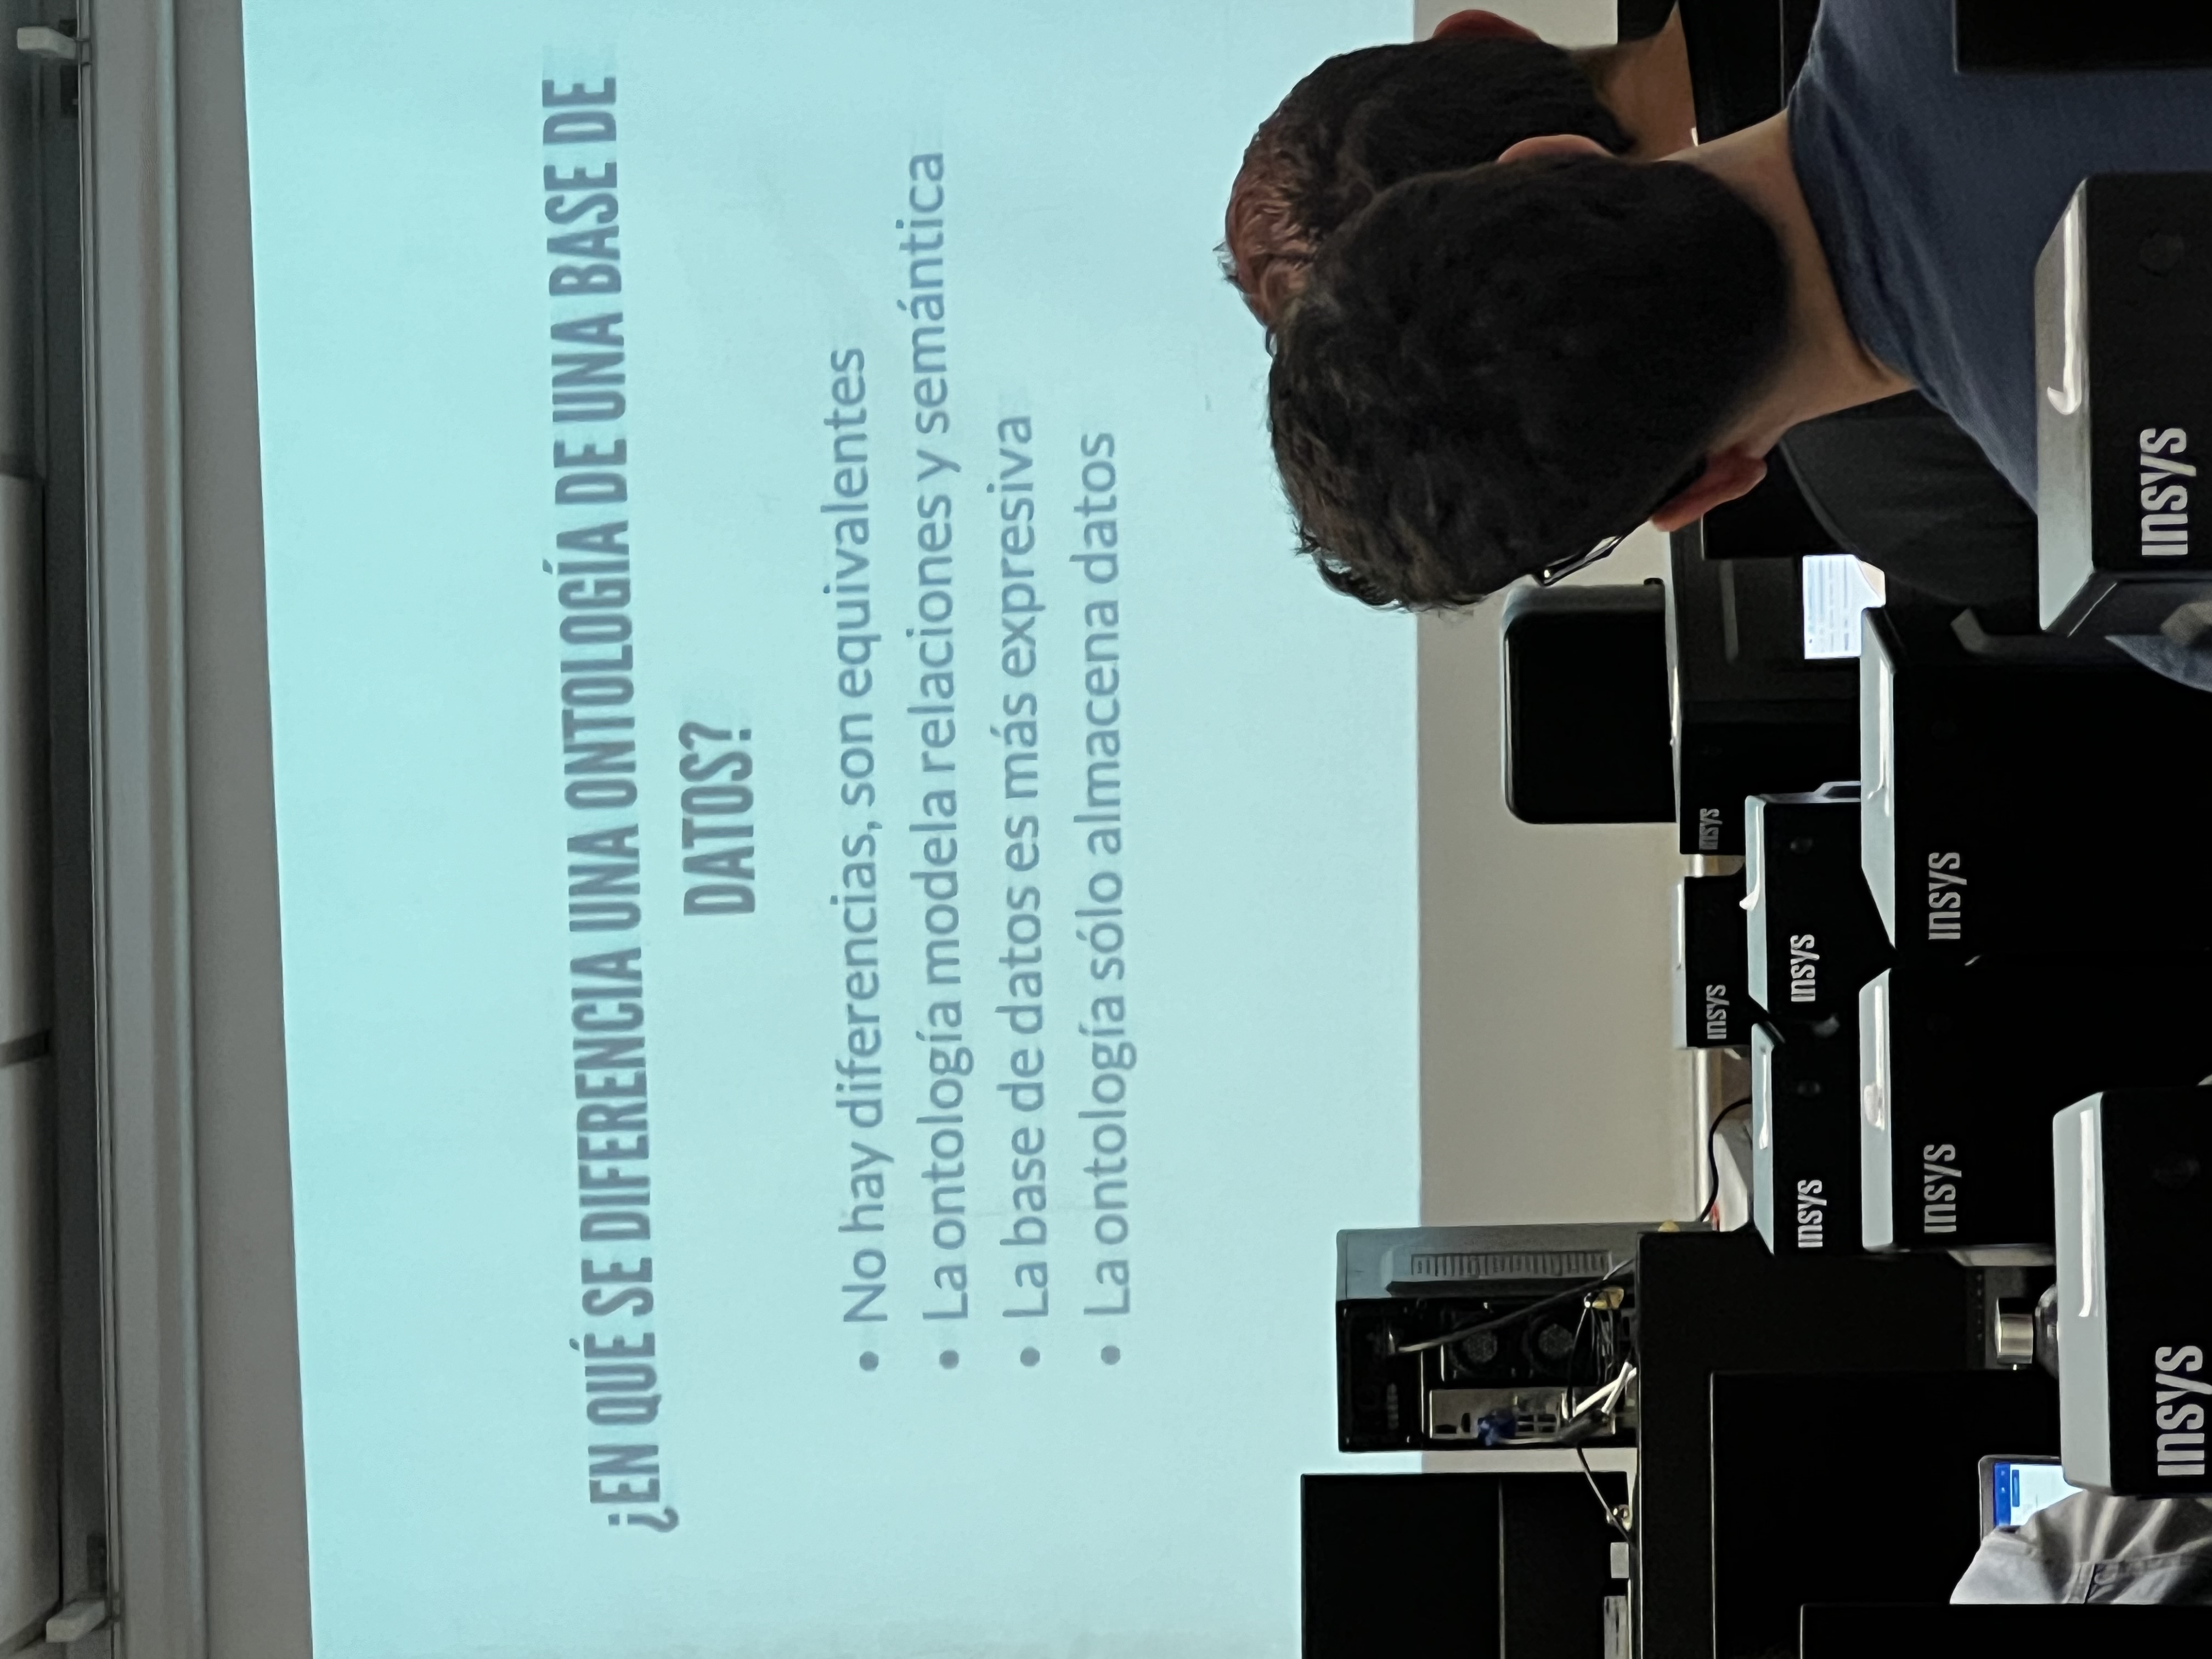 ¿EN QUÉ SE DIFERENCIA UNA ONTOLOGÍA DE UNA BASE DE
DATOS?
• No hay diferencias, son equivalentes
• La ontología modela relaciones y semántica
• La base de datos es más expresiva
• La ontología sólo almacena datos
insys
insys
insys
insys
insys
insys
insys
insys